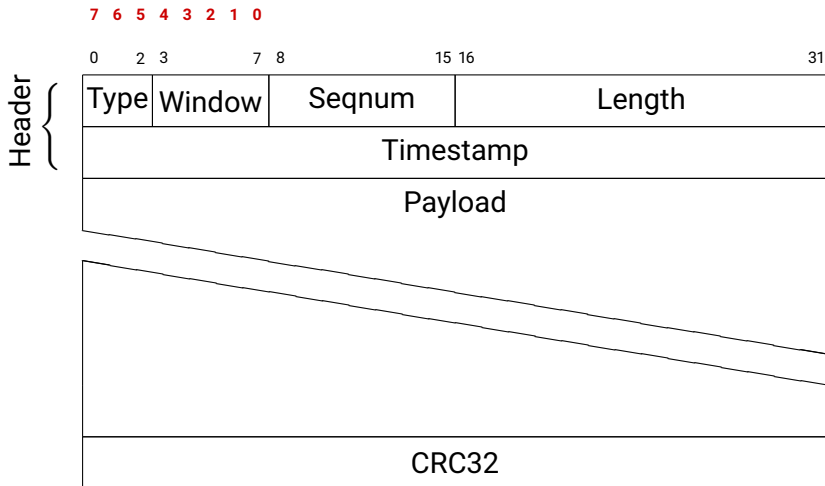 7 6 5 4 3 2 1 0
0 2 3 7 8 15 16 31
Header
Type Window Seqnum Length
Timestamp
Payload
CRC32